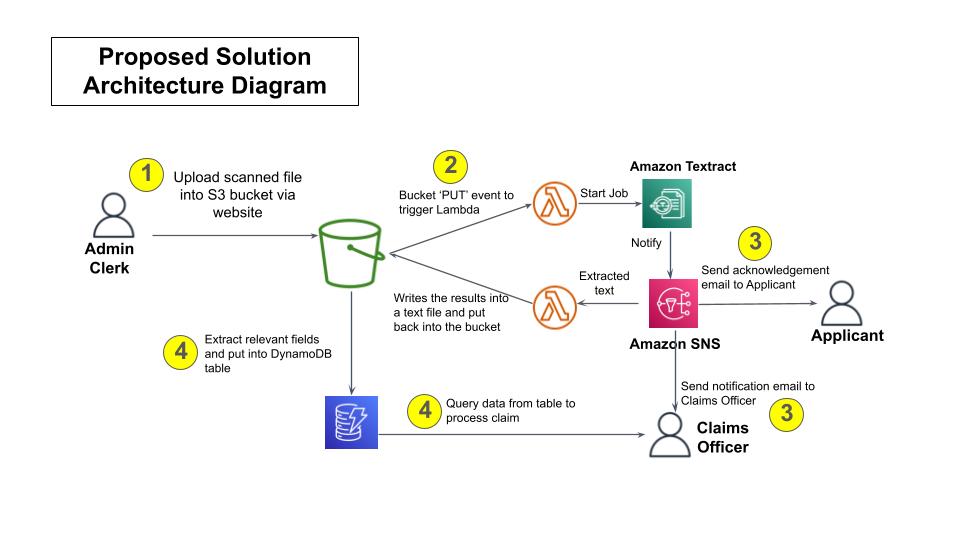 Proposed Solution
Architecture Diagram
1
Upload scanned file
into S3 bucket via
website
Admin
Clerk
2
Bucket ‘PUT’ event to
trigger Lambda
Start Job
Amazon Textract
Notify
3
Send acknowledgement
email to Applicant
Applicant
Extracted
text
Writes the results into
a text file and put
back into the bucket
Amazon SNS
4
Extract relevant fields
and put into DynamoDB
table
4
Query data from table to
process claim
Send notification email to
Claims Officer
3
Claims
Officer